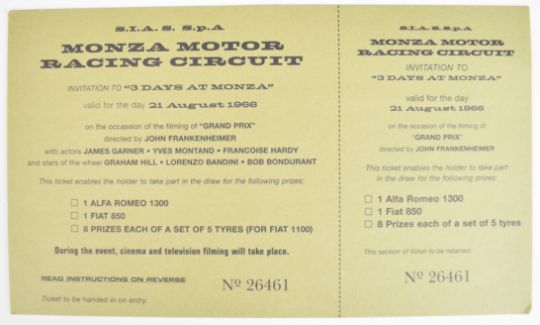 S.I.A.S. S.p.A
MONZA MOTOR
RACING CIRCUIT
INVITATION TO "3 DAYS AT MONZA"
valid for the day 21 August 1966
on the occassion of the filming of "GRAND PRIX"
directed by JOHN FRANKENHEIMER
with actors JAMES GARNER • YVES MONTAND • FRANCOISE HARDY
and stars of the wheel GRAHAM HILL • LORENZO BANDINI • BOB BONDURANT
This ticket enables the holder to take part in the draw for the following prizes:
☐ 1 ALFA ROMEO 1300
☐ 1 FIAT 850
☐ 8 PRIZES EACH OF A SET OF 5 TYRES (FOR FIAT 1100)
During the event, cinema and television filming will take place.
READ INSTRUCTIONS ON REVERSE
Nº 26461
Ticket to be handed in on entry.
S.I.A.S. S.p.A
MONZA MOTOR
RACING CIRCUIT
INVITATION TO
"3 DAYS AT MONZA"
valid for the day
21 August 1966
on the occassion of the filming of
"GRAND PRIX"
directed by JOHN FRANKENHEIMER
This ticket enables the holder to take part
in the draw for the following prizes:
☐ 1 Alfa Romeo 1300
☐ 1 Fiat 850
☐ 8 Prizes each of a set of 5 tyres
This section of ticket to be retained.
Nº 26461